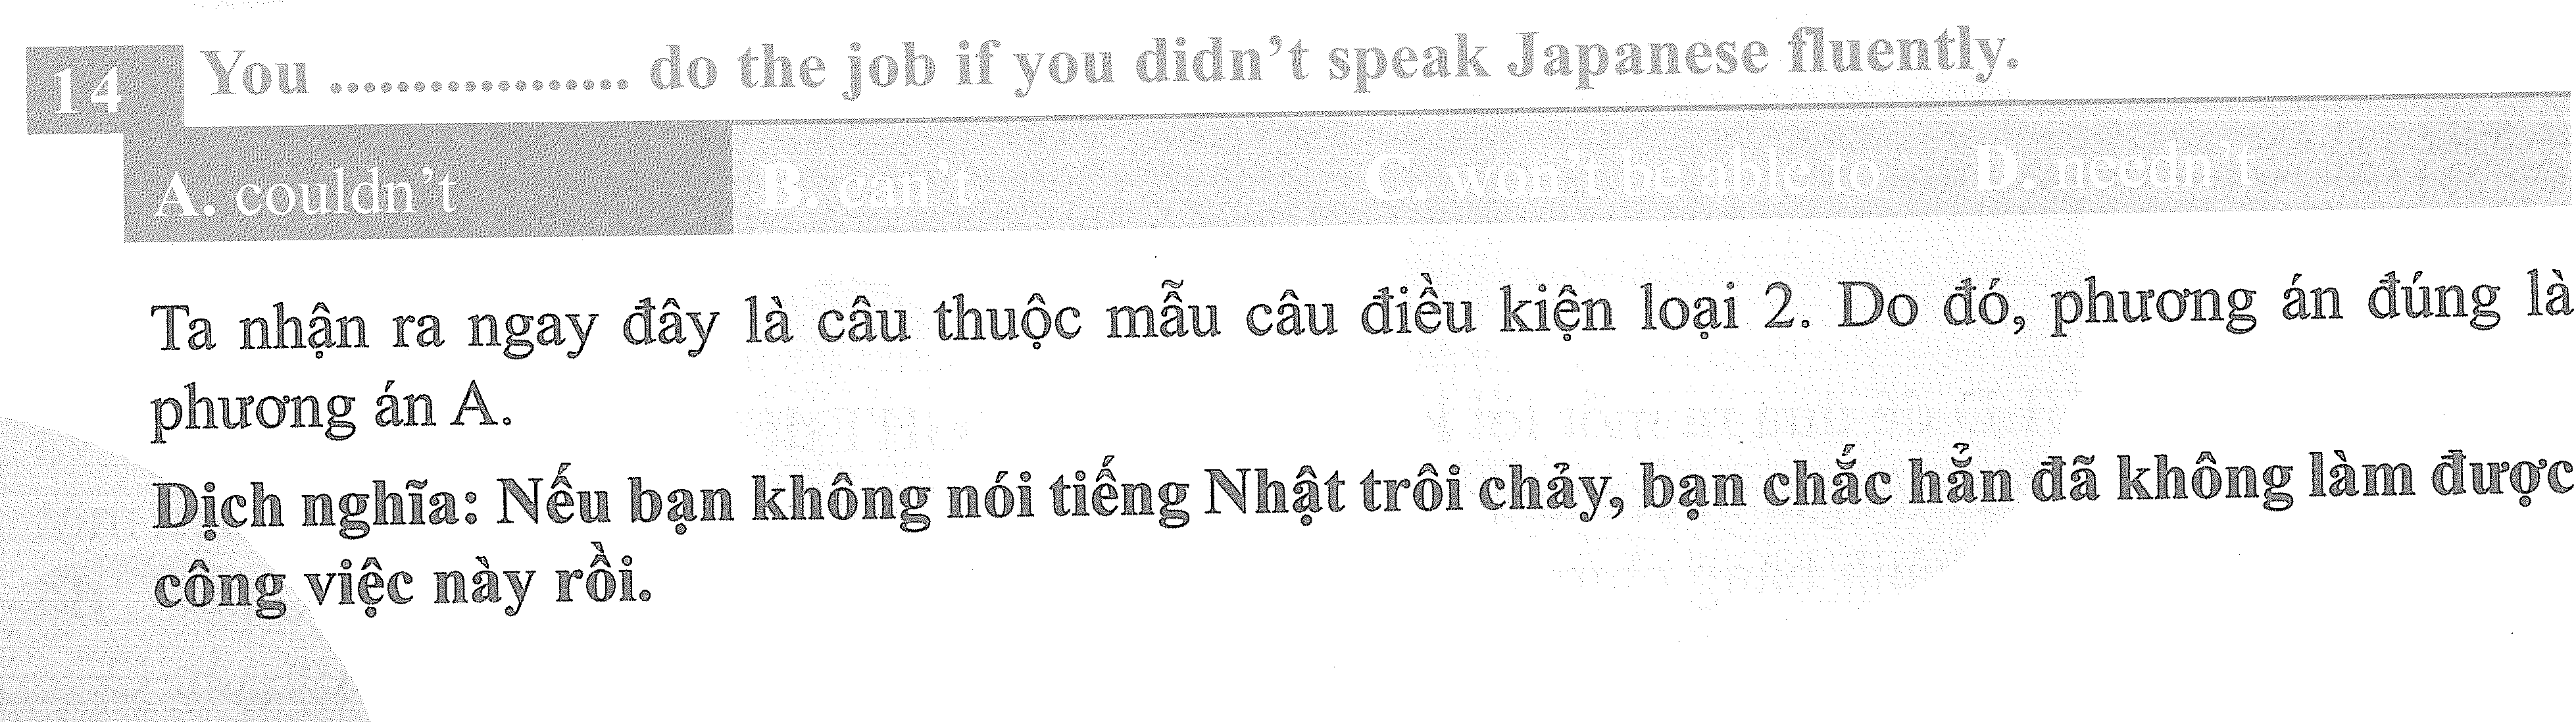 14 You ................... do the job if you didn't speak Japanese fluently.
A. couldn't B. can't C. won't be able to D. needn't
Ta nhận ra ngay đây là câu thuộc mẫu câu điều kiện loại 2. Do đó, phương án đúng là
phương án A.
Dịch nghĩa: Nếu bạn không nói tiếng Nhật trôi chảy, bạn chắc hẳn đã không làm được
công việc này rồi.